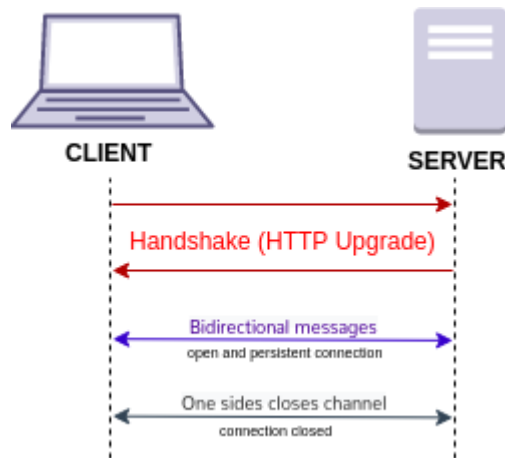 CLIENT
SERVER
Handshake (HTTP Upgrade)
Bidirectional messages
open and persistent connection
One sides closes channel
connection closed